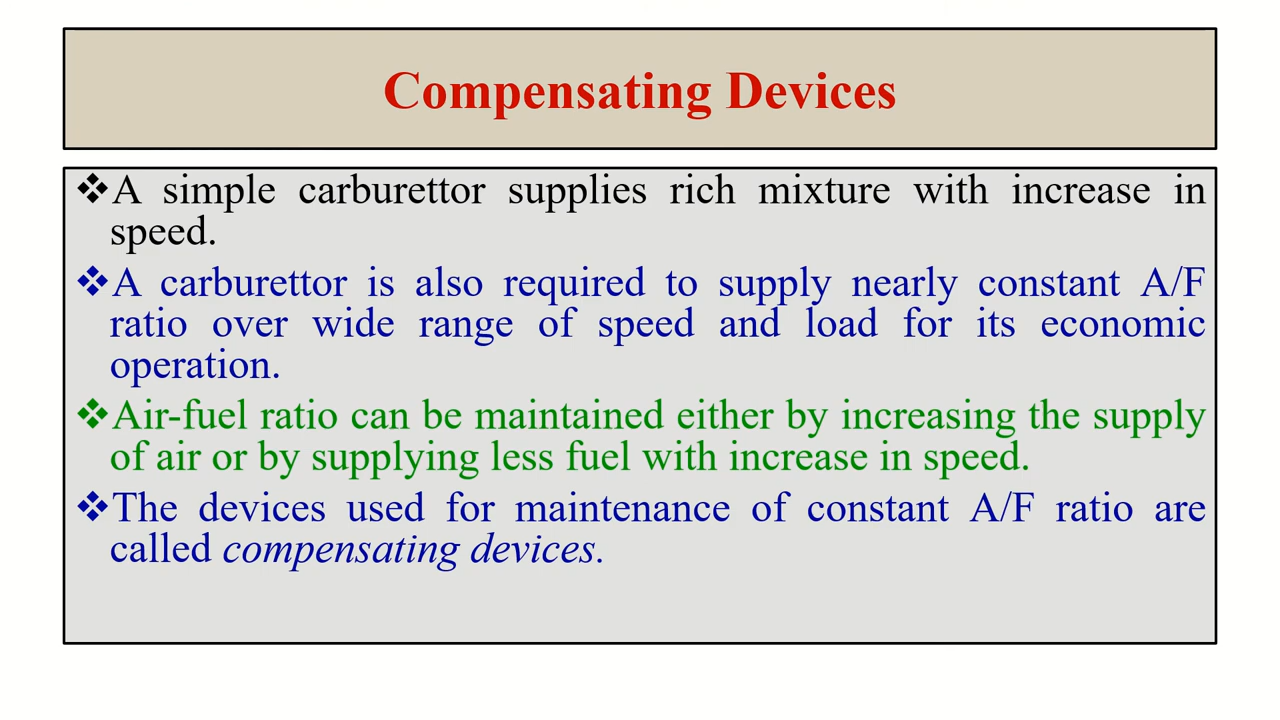 Compensating Devices
❖A simple carburettor supplies rich mixture with increase in
speed.
❖A carburettor is also required to supply nearly constant A/F
ratio over wide range of speed and load for its economic
operation.
❖Air-fuel ratio can be maintained either by increasing the supply
of air or by supplying less fuel with increase in speed.
❖The devices used for maintenance of constant A/F ratio are
called compensating devices.